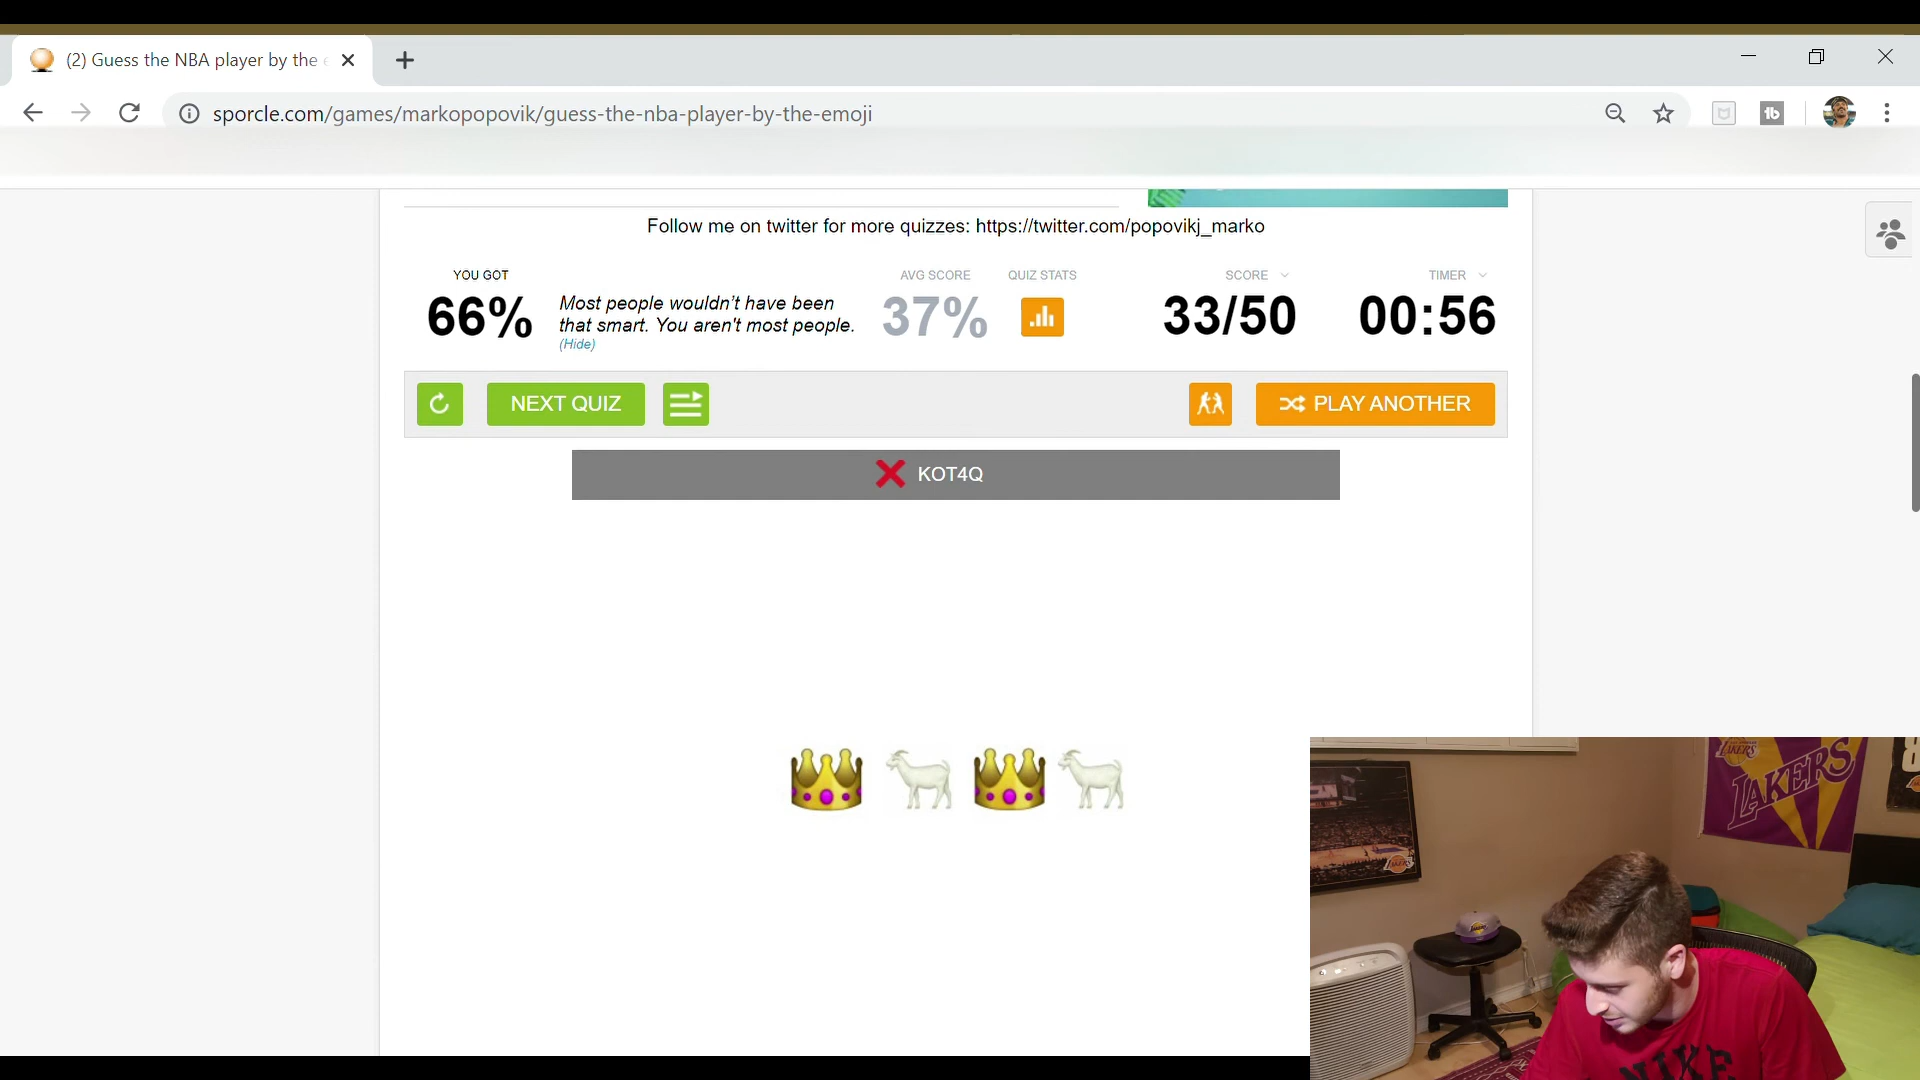 (2) Guess the NBA player by the
sporcle.com/games/markopopovik/guess-the-nba-player-by-the-emoji
Follow me on twitter for more quizzes: https://twitter.com/popovikj_marko
YOU GOT
66%
Most people wouldn't have been
that smart. You aren't most people.
(Hide)
AVG SCORE
37%
QUIZ STATS
SCORE
33/50
TIMER
00:56
NEXT QUIZ
PLAY ANOTHER
KOT4Q
LAKERS
LAKERS
NIKE